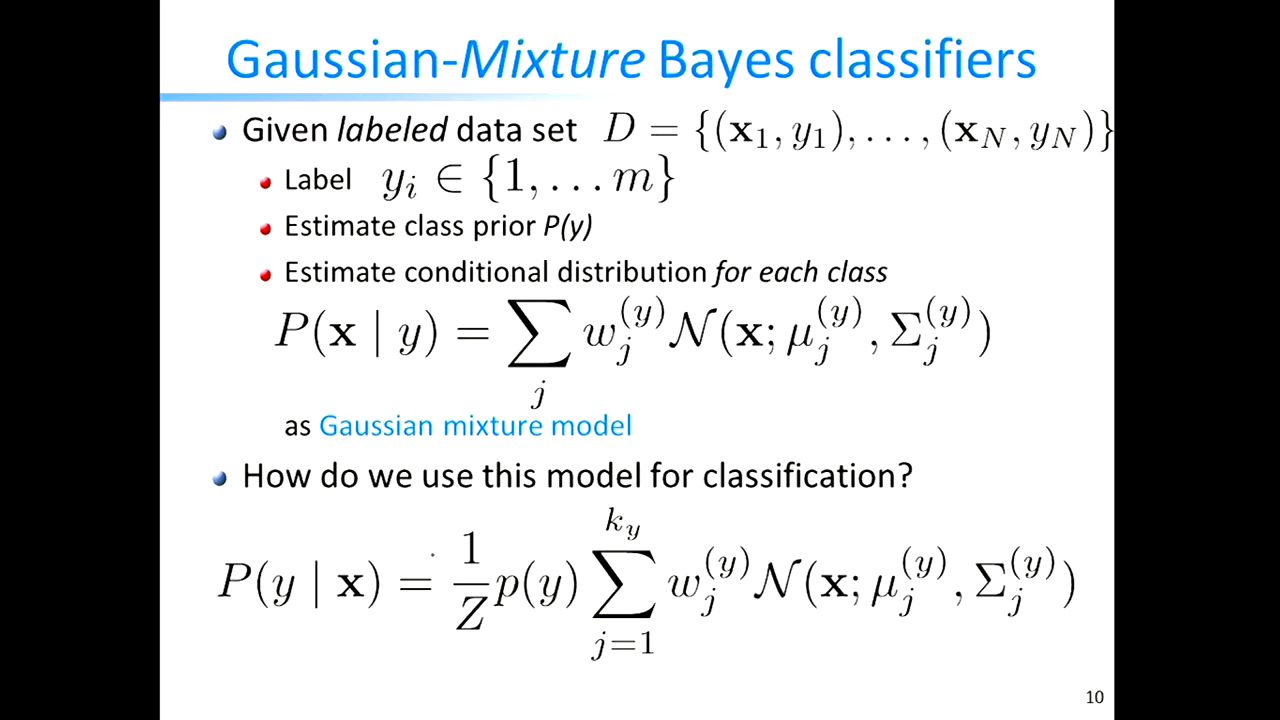 Gaussian-Mixture Bayes classifiers
Given labeled data set D = {(x₁, y₁), . . . , (x_N, y_N)}
Label y_i ∈ {1, . . . m}
Estimate class prior P(y)
Estimate conditional distribution for each class
P(x | y) = ∑_j w_j^(y) 𝒩(x; μ_j^(y), Σ_j^(y))
as Gaussian mixture model
How do we use this model for classification?
P(y | x) = 1/Z p(y) ∑_{j=1}^{k_y} w_j^(y) 𝒩(x; μ_j^(y), Σ_j^(y))
10